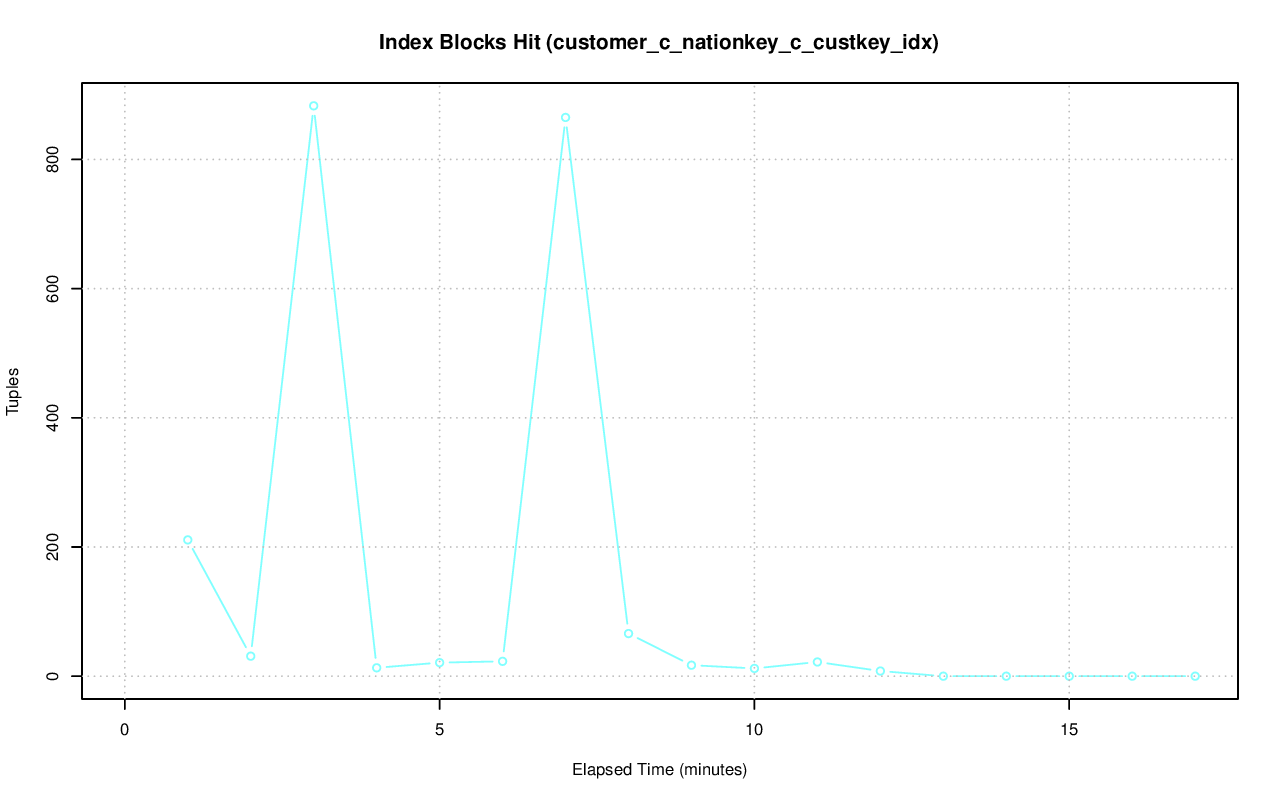 Index Blocks Hit (customer_c_nationkey_c_custkey_idx)
Tuples
800
600
400
200
0
0 5 10 15
Elapsed Time (minutes)